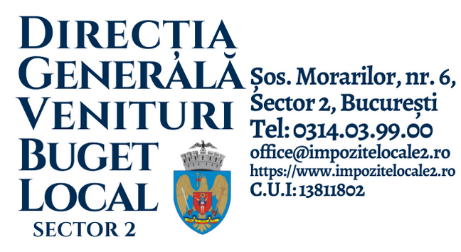 DIRECȚIA
GENERALĂ
VENITURI
BUGET
LOCAL
SECTOR 2
Șos. Morarilor, nr. 6,
Sector 2, București
Tel: 0314.03.99.00
office@impozitelocale2.ro
https://www.impozitelocale2.ro
C.U.I: 13811802